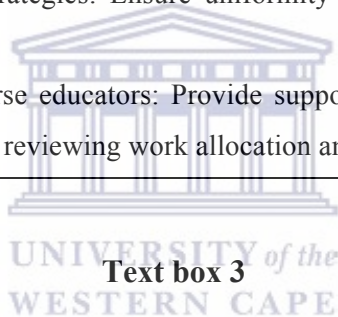 rategies. Ensure uniformity
rse educators: Provide suppo
reviewing work allocation an
UNIVERSITY of the
Text box 3
WESTERN CAPE